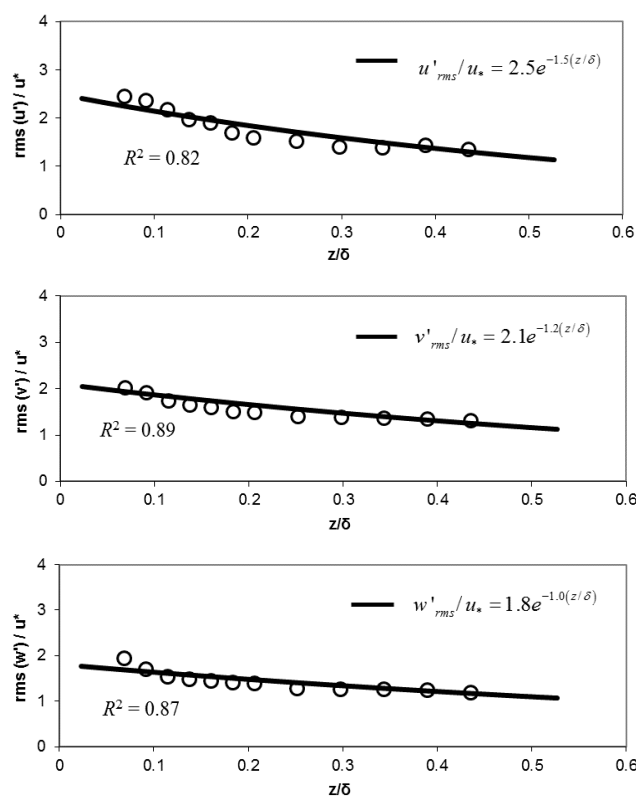 4
u'rms/u* = 2.5e^−1.5(z/δ)
3
rms (u') / u*
2
1
R² = 0.82
0
0 0.1 0.2 0.3 0.4 0.5 0.6
z/δ
4
v'rms/u* = 2.1e^−1.2(z/δ)
3
rms (v') / u*
2
1
R² = 0.89
0
0 0.1 0.2 0.3 0.4 0.5 0.6
z/δ
4
w'rms/u* = 1.8e^−1.0(z/δ)
3
rms (w') / u*
2
1
R² = 0.87
0
0 0.1 0.2 0.3 0.4 0.5 0.6
z/δ